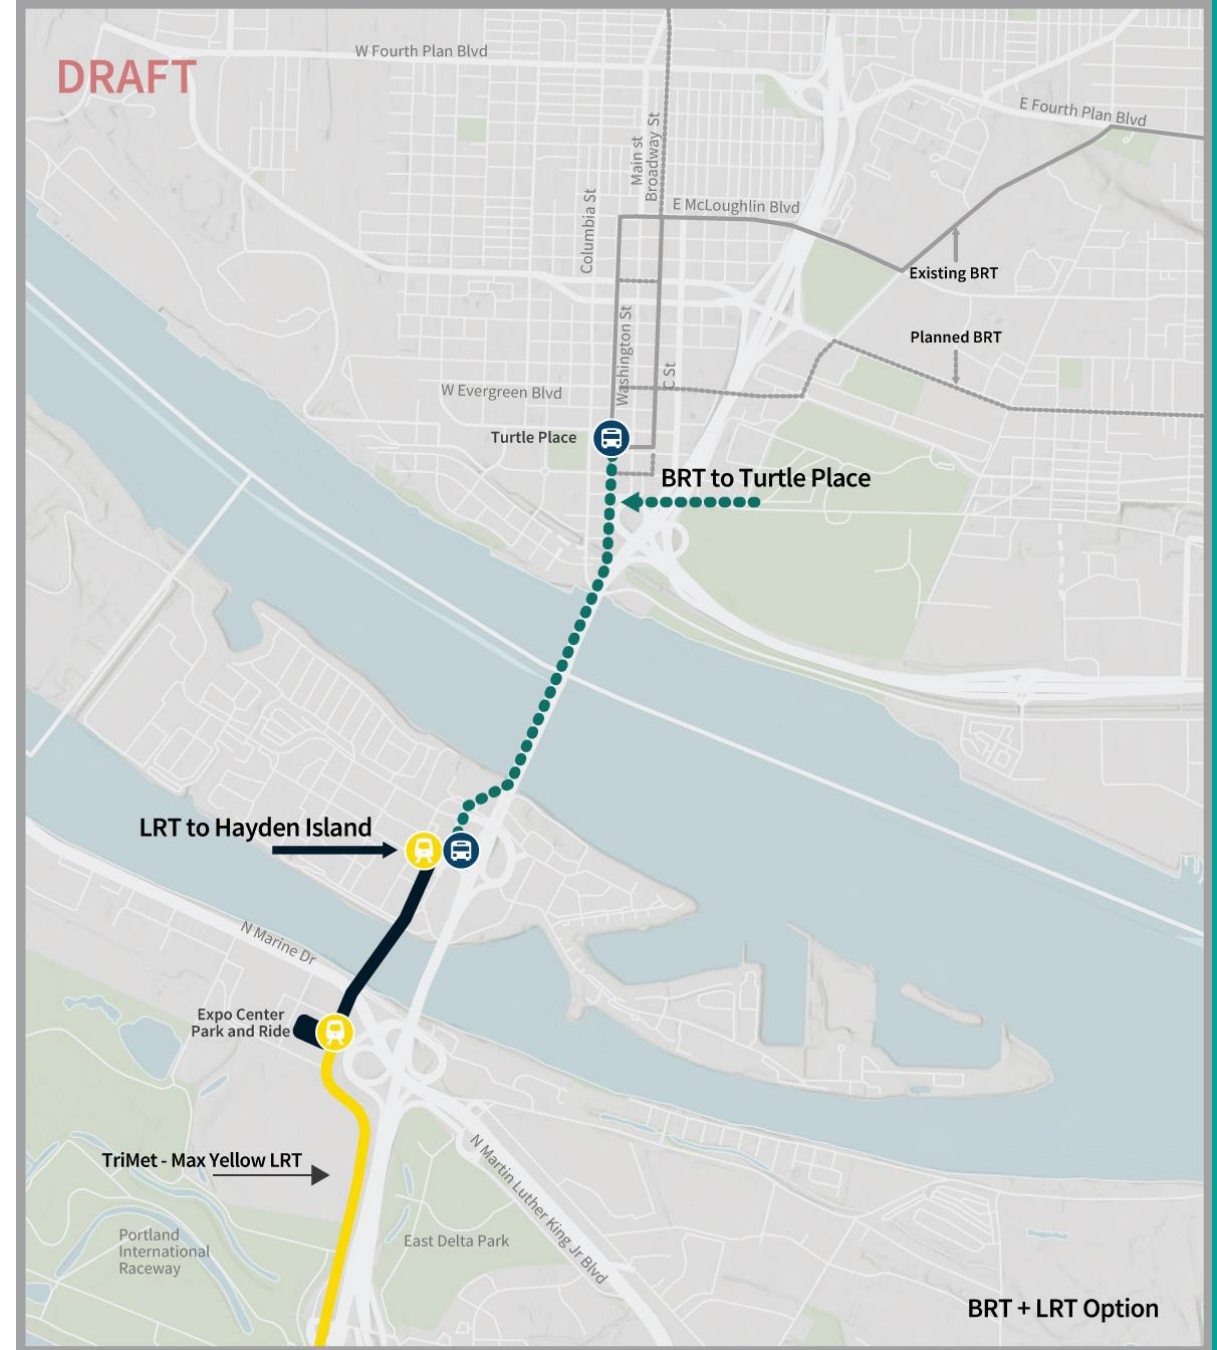 W Fourth Plan Blvd
DRAFT
E Fourth Plan Blvd
Main st
Broadway St
Columbia St
E McLoughlin Blvd
Existing BRT
Washington St
Planned BRT
C St
W Evergreen Blvd
Turtle Place
BRT to Turtle Place
LRT to Hayden Island
N Marine Dr
Expo Center
Park and Ride
TriMet - Max Yellow LRT
N Martin Luther King Jr Blvd
Portland
International
Raceway
East Delta Park
BRT + LRT Option